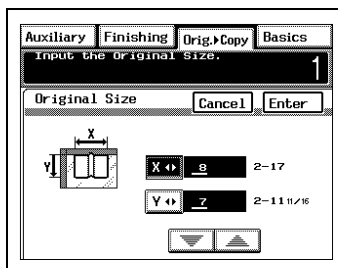 Auxiliary Finishing Orig.▸Copy Basics
Input the Original Size.
1
Original Size Cancel Enter
X
Y
X ◂▸ 8 2-17
Y ◂▸ 7 2-11 11/16